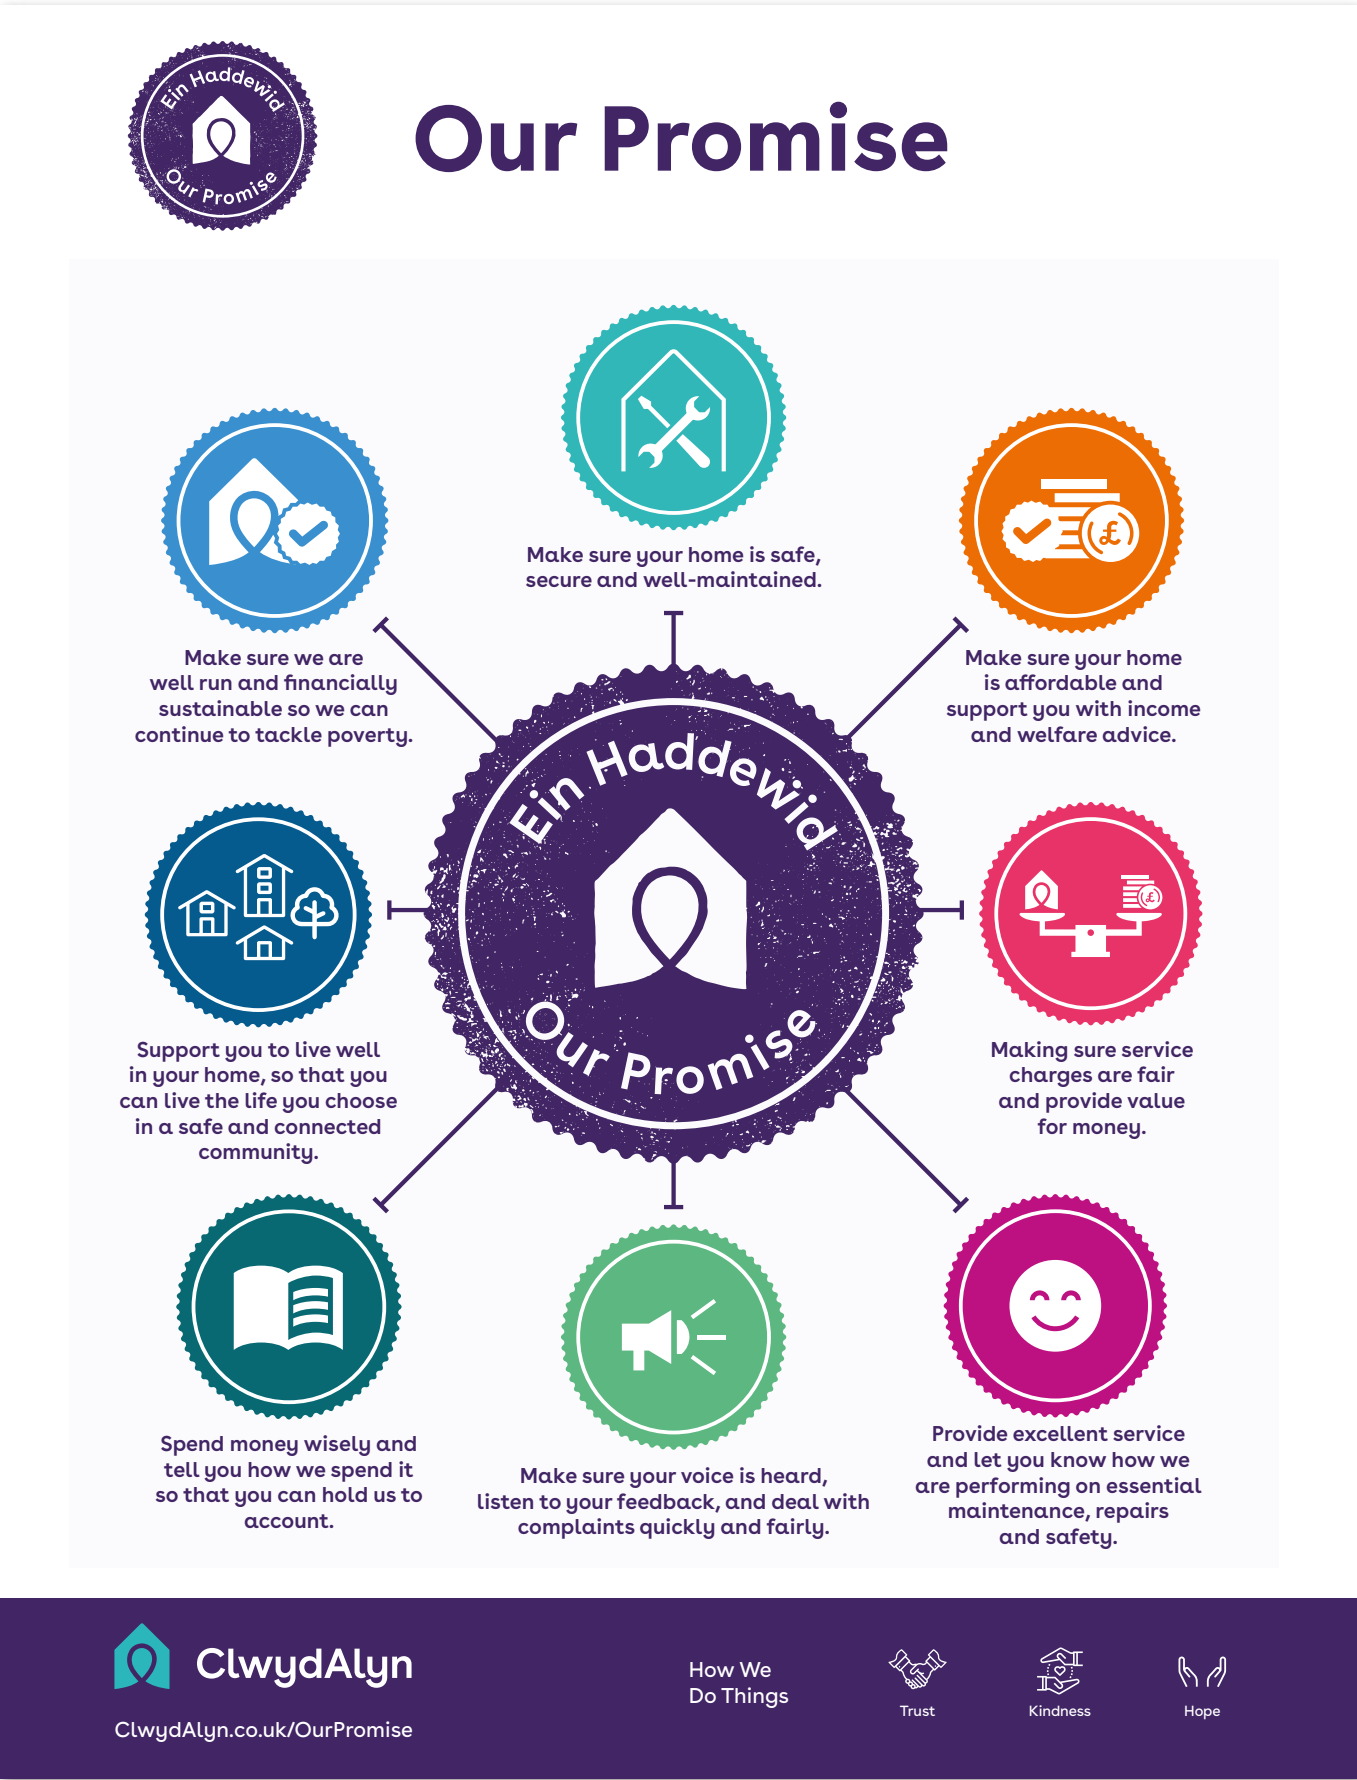 Ein Haddewid
Our Promise
Our Promise
Make sure your home is safe,
secure and well-maintained.
£
Make sure we are
well run and financially
sustainable so we can
continue to tackle poverty.
Make sure your home
is affordable and
support you with income
and welfare advice.
Ein Haddewid
Our Promise
£
Support you to live well
in your home, so that you
can live the life you choose
in a safe and connected
community.
Making sure service
charges are fair
and provide value
for money.
Spend money wisely and
tell you how we spend it
so that you can hold us to
account.
Make sure your voice is heard,
listen to your feedback, and deal with
complaints quickly and fairly.
Provide excellent service
and let you know how we
are performing on essential
maintenance, repairs
and safety.
ClwydAlyn
ClwydAlyn.co.uk/OurPromise
How We
Do Things
Trust
Kindness
Hope